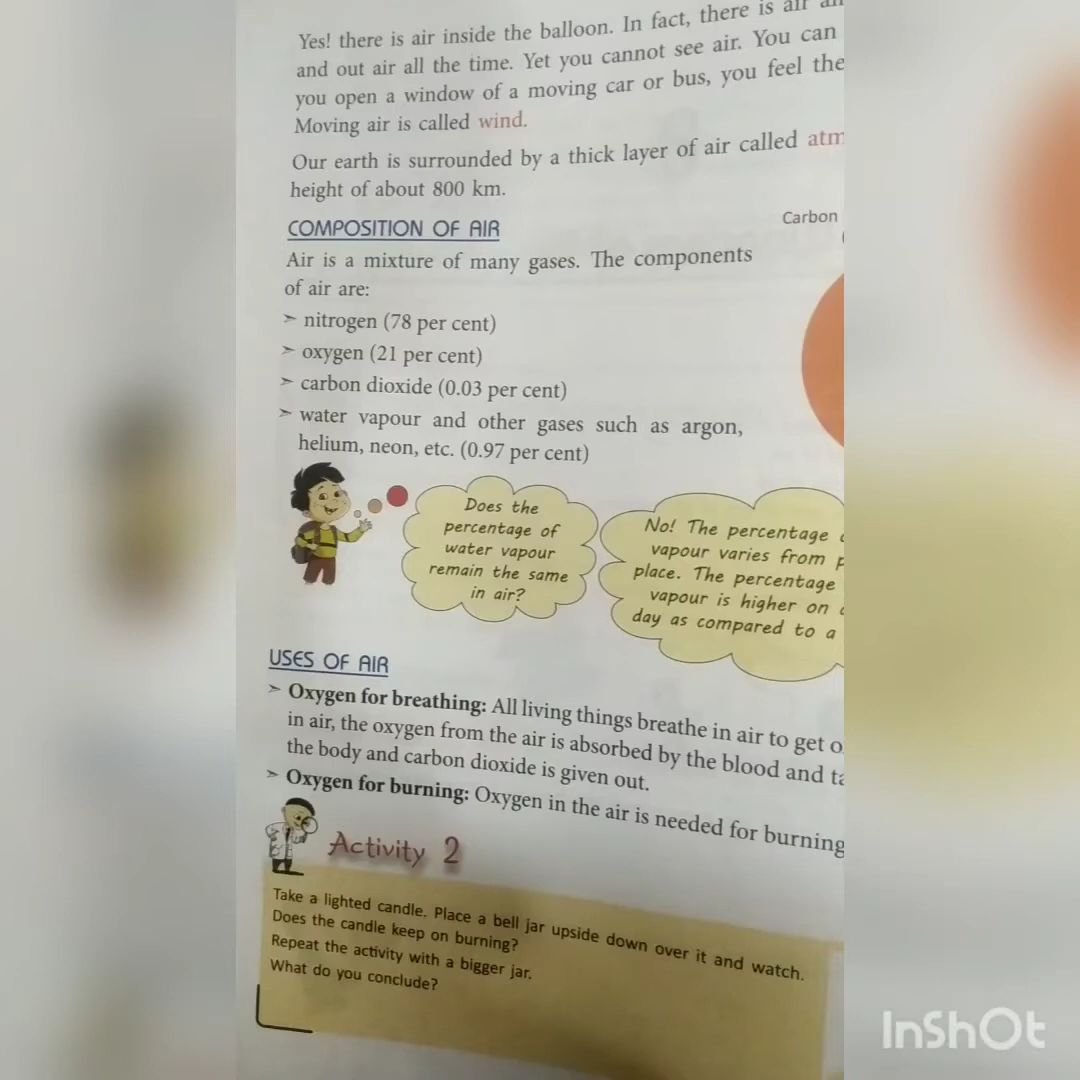 Yes! there is air inside the balloon. In fact, there is air
and out air all the time. Yet you cannot see air. You can
you open a window of a moving car or bus, you feel the
Moving air is called wind.
Our earth is surrounded by a thick layer of air called atm
height of about 800 km.
COMPOSITION OF AIR
Carbon
Air is a mixture of many gases. The components
of air are:
➣ nitrogen (78 per cent)
➣ oxygen (21 per cent)
➣ carbon dioxide (0.03 per cent)
➣ water vapour and other gases such as argon,
helium, neon, etc. (0.97 per cent)
Does the
percentage of
water vapour
remain the same
in air?
No! The percentage
vapour varies from p
place. The percentage
vapour is higher on
day as compared to a
USES OF AIR
➣ Oxygen for breathing: All living things breathe in air to get o
in air, the oxygen from the air is absorbed by the blood and ta
the body and carbon dioxide is given out.
➣ Oxygen for burning: Oxygen in the air is needed for burning
Activity 2
Take a lighted candle. Place a bell jar upside down over it and watch.
Does the candle keep on burning?
Repeat the activity with a bigger jar.
What do you conclude?
InShOt